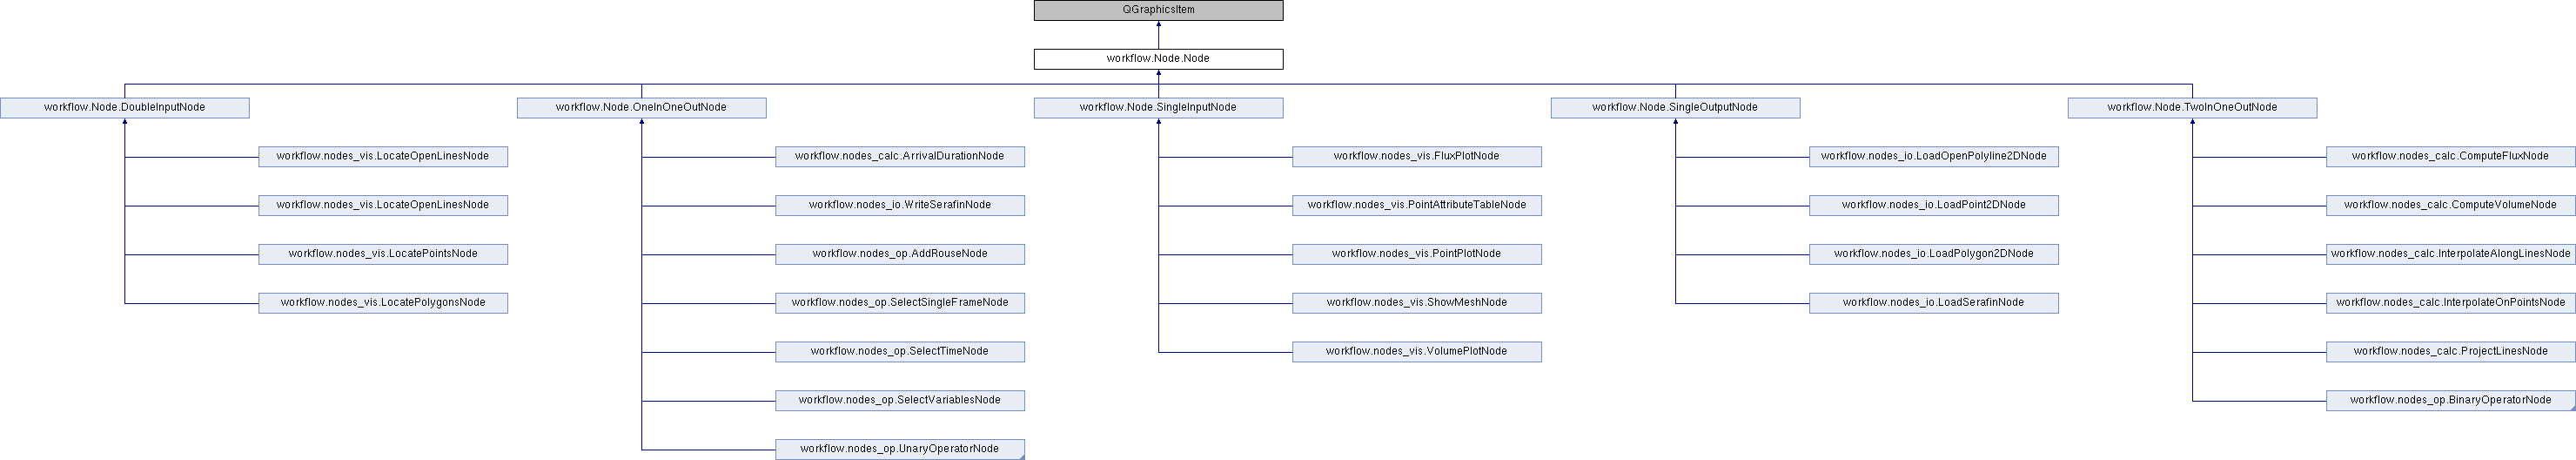 QGraphicsItem
workflow.Node.Node
workflow.Node.DoubleInputNode
workflow.Node.OneInOneOutNode
workflow.Node.SingleInputNode
workflow.Node.SingleOutputNode
workflow.Node.TwoInOneOutNode
workflow.nodes_vis.LocateOpenLinesNode
workflow.nodes_calc.ArrivalDurationNode
workflow.nodes_vis.FluxPlotNode
workflow.nodes_io.LoadOpenPolyline2DNode
workflow.nodes_calc.ComputeFluxNode
workflow.nodes_vis.LocateOpenLinesNode
workflow.nodes_io.WriteSerafinNode
workflow.nodes_vis.PointAttributeTableNode
workflow.nodes_io.LoadPoint2DNode
workflow.nodes_calc.ComputeVolumeNode
workflow.nodes_vis.LocatePointsNode
workflow.nodes_op.AddRouseNode
workflow.nodes_vis.PointPlotNode
workflow.nodes_io.LoadPolygon2DNode
workflow.nodes_calc.InterpolateAlongLinesNode
workflow.nodes_vis.LocatePolygonsNode
workflow.nodes_op.SelectSingleFrameNode
workflow.nodes_vis.ShowMeshNode
workflow.nodes_io.LoadSerafinNode
workflow.nodes_calc.InterpolateOnPointsNode
workflow.nodes_op.SelectTimeNode
workflow.nodes_vis.VolumePlotNode
workflow.nodes_calc.ProjectLinesNode
workflow.nodes_op.SelectVariablesNode
workflow.nodes_op.BinaryOperatorNode
workflow.nodes_op.UnaryOperatorNode